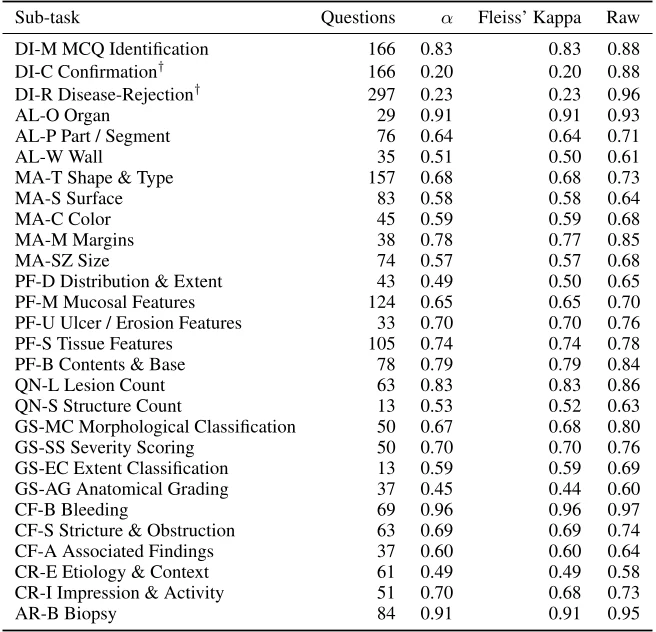 Sub-task Questions α Fleiss' Kappa Raw
DI-M MCQ Identification 166 0.83 0.83 0.88
DI-C Confirmation† 166 0.20 0.20 0.88
DI-R Disease-Rejection† 297 0.23 0.23 0.96
AL-O Organ 29 0.91 0.91 0.93
AL-P Part / Segment 76 0.64 0.64 0.71
AL-W Wall 35 0.51 0.50 0.61
MA-T Shape & Type 157 0.68 0.68 0.73
MA-S Surface 83 0.58 0.58 0.64
MA-C Color 45 0.59 0.59 0.68
MA-M Margins 38 0.78 0.77 0.85
MA-SZ Size 74 0.57 0.57 0.68
PF-D Distribution & Extent 43 0.49 0.50 0.65
PF-M Mucosal Features 124 0.65 0.65 0.70
PF-U Ulcer / Erosion Features 33 0.70 0.70 0.76
PF-S Tissue Features 105 0.74 0.74 0.78
PF-B Contents & Base 78 0.79 0.79 0.84
QN-L Lesion Count 63 0.83 0.83 0.86
QN-S Structure Count 13 0.53 0.52 0.63
GS-MC Morphological Classification 50 0.67 0.68 0.80
GS-SS Severity Scoring 50 0.70 0.70 0.76
GS-EC Extent Classification 13 0.59 0.59 0.69
GS-AG Anatomical Grading 37 0.45 0.44 0.60
CF-B Bleeding 69 0.96 0.96 0.97
CF-S Stricture & Obstruction 63 0.69 0.69 0.74
CF-A Associated Findings 37 0.60 0.60 0.64
CR-E Etiology & Context 61 0.49 0.49 0.58
CR-I Impression & Activity 51 0.70 0.68 0.73
AR-B Biopsy 84 0.91 0.91 0.95